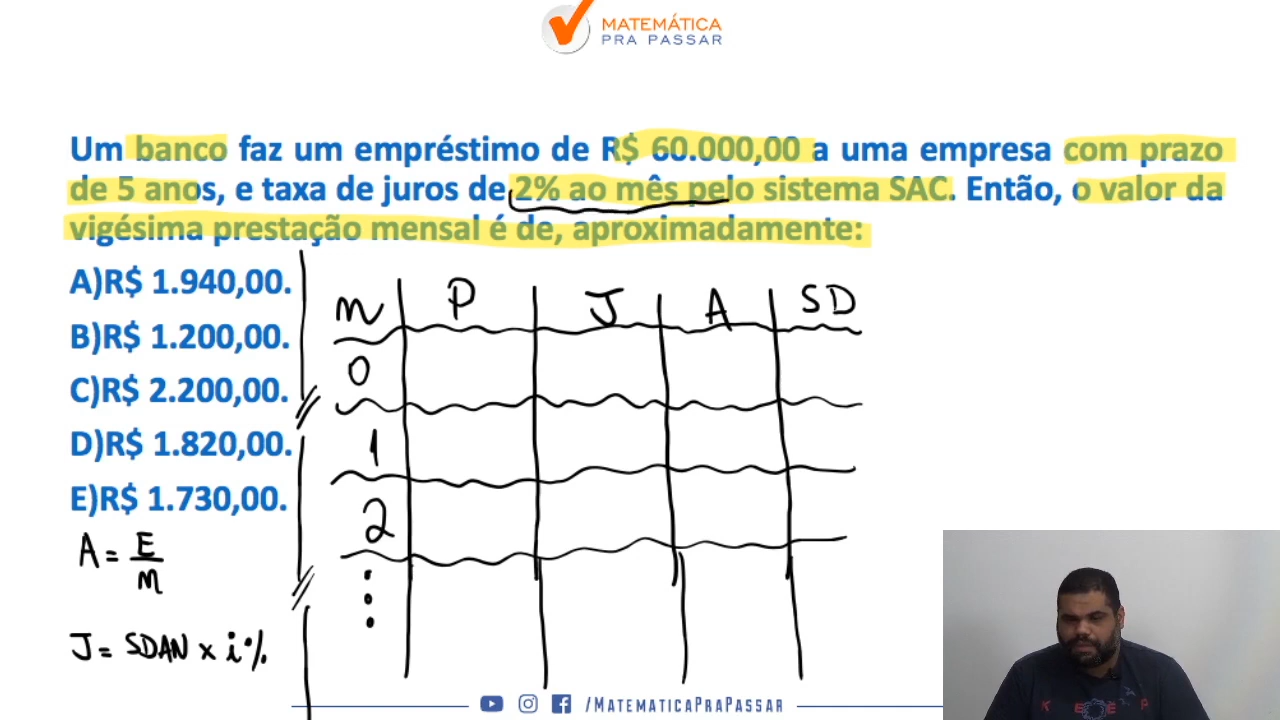 MATEMÁTICA
PRA PASSAR
Um banco faz um empréstimo de R$ 60.000,00 a uma empresa com prazo
de 5 anos, e taxa de juros de 2% ao mês pelo sistema SAC. Então, o valor da
vigésima prestação mensal é de, aproximadamente:
A)R$ 1.940,00.
B)R$ 1.200,00.
C)R$ 2.200,00.
D)R$ 1.820,00.
E)R$ 1.730,00.
A = E/n
J = SDAN x i%
n P J A SD
0
1
2
/MATEMATICAPRAPASSAR